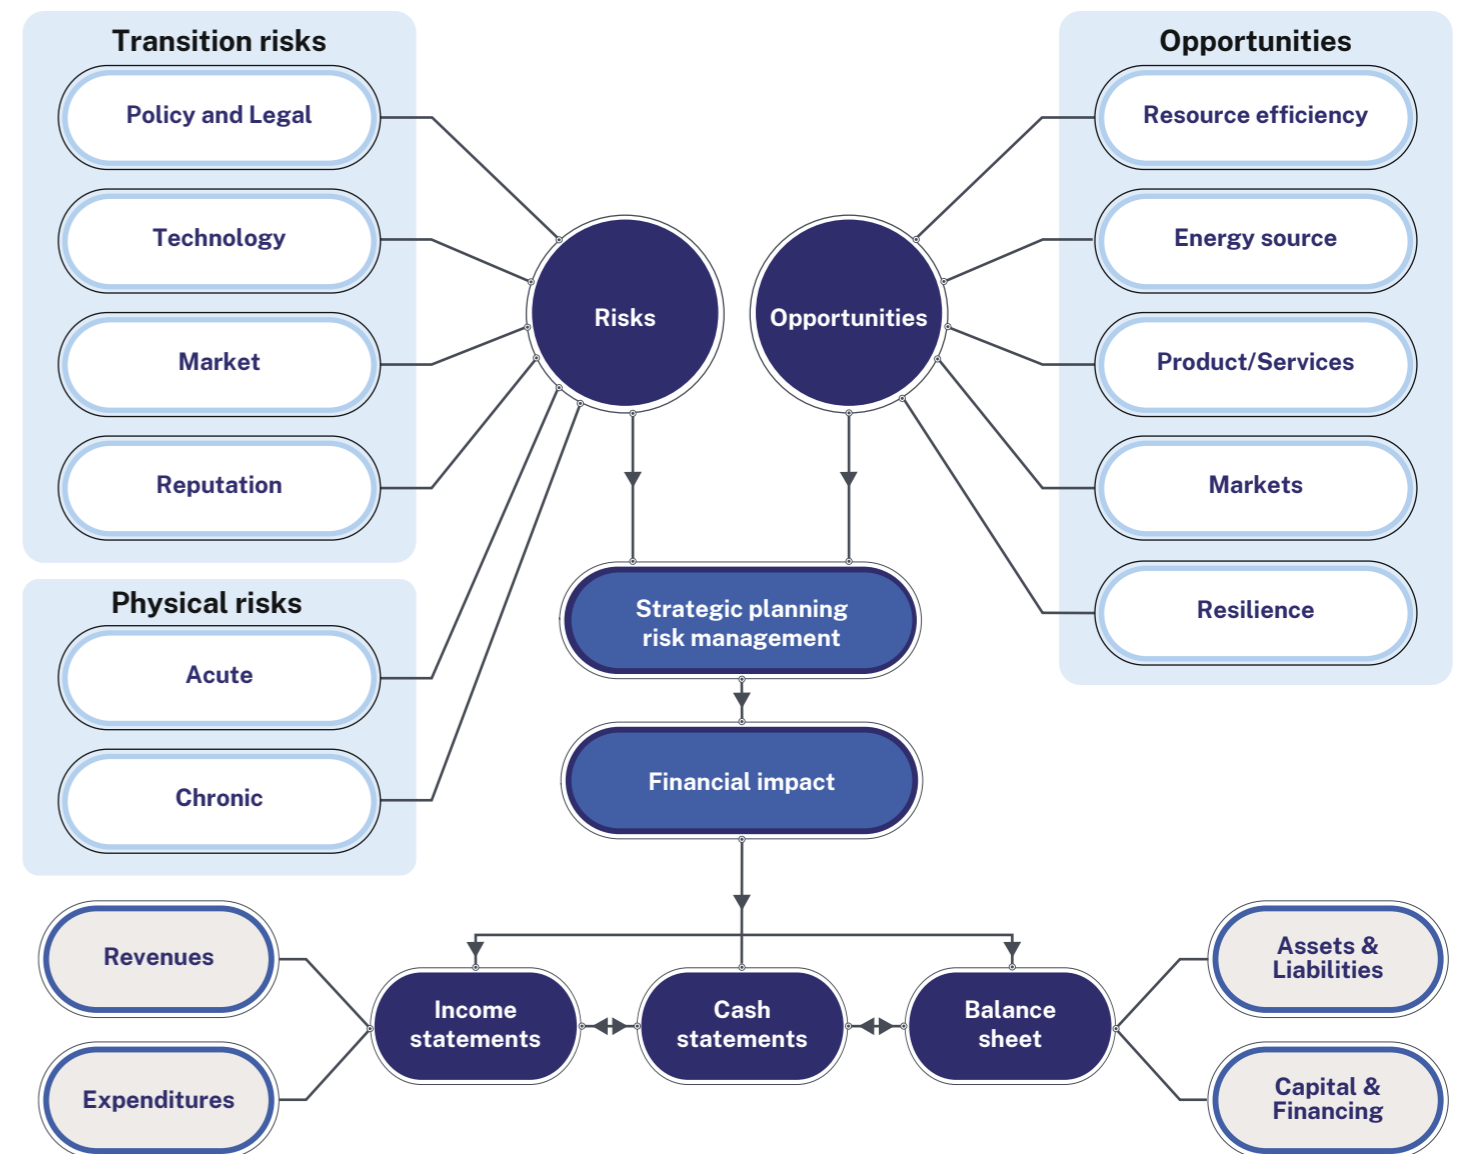 Transition risks
Policy and Legal
Technology
Market
Reputation
Physical risks
Acute
Chronic
Risks
Opportunities
Opportunities
Resource efficiency
Energy source
Product/Services
Markets
Resilience
Strategic planning
risk management
Financial impact
Revenues
Expenditures
Income
statements
Cash
statements
Balance
sheet
Assets &
Liabilities
Capital &
Financing